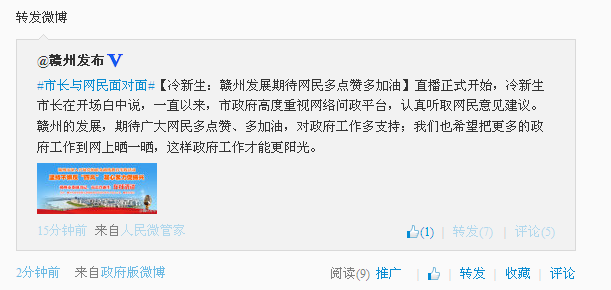 转发微博
@赣州发布
#市长与网民面对面#【冷新生：赣州发展期待网民多点赞多加油】直播正式开始，冷新生
市长在开场白中说，一直以来，市政府高度重视网络问政平台，认真听取网民意见建议。
赣州的发展，期待广大网民多点赞、多加油，对政府工作多支持；我们也希望把更多的政
府工作到网上晒一晒，这样政府工作才能更阳光。
15分钟前 来自人民微管家 (1) | 转发(7) | 评论(5)
2分钟前 来自政府版微博 阅读(9) 推广 | | 转发 | 收藏 | 评论